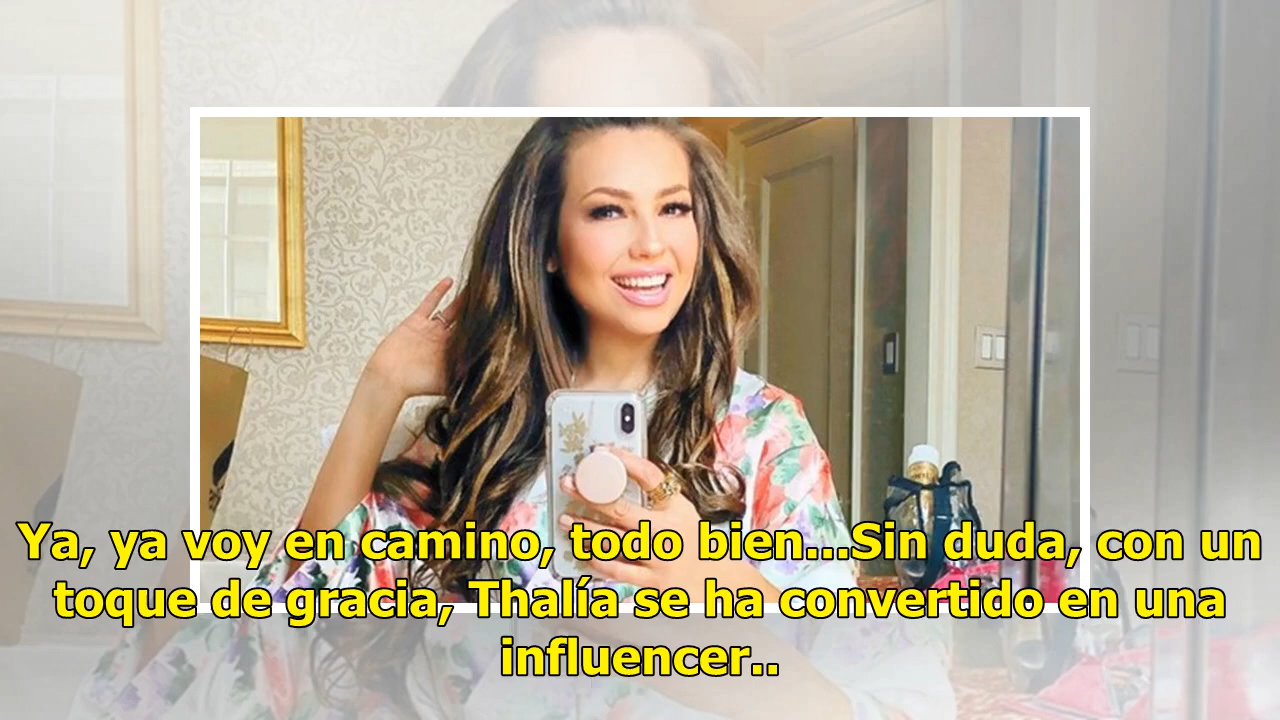 Ya, ya voy en camino, todo bien...Sin duda, con un
toque de gracia, Thalía se ha convertido en una
influencer..